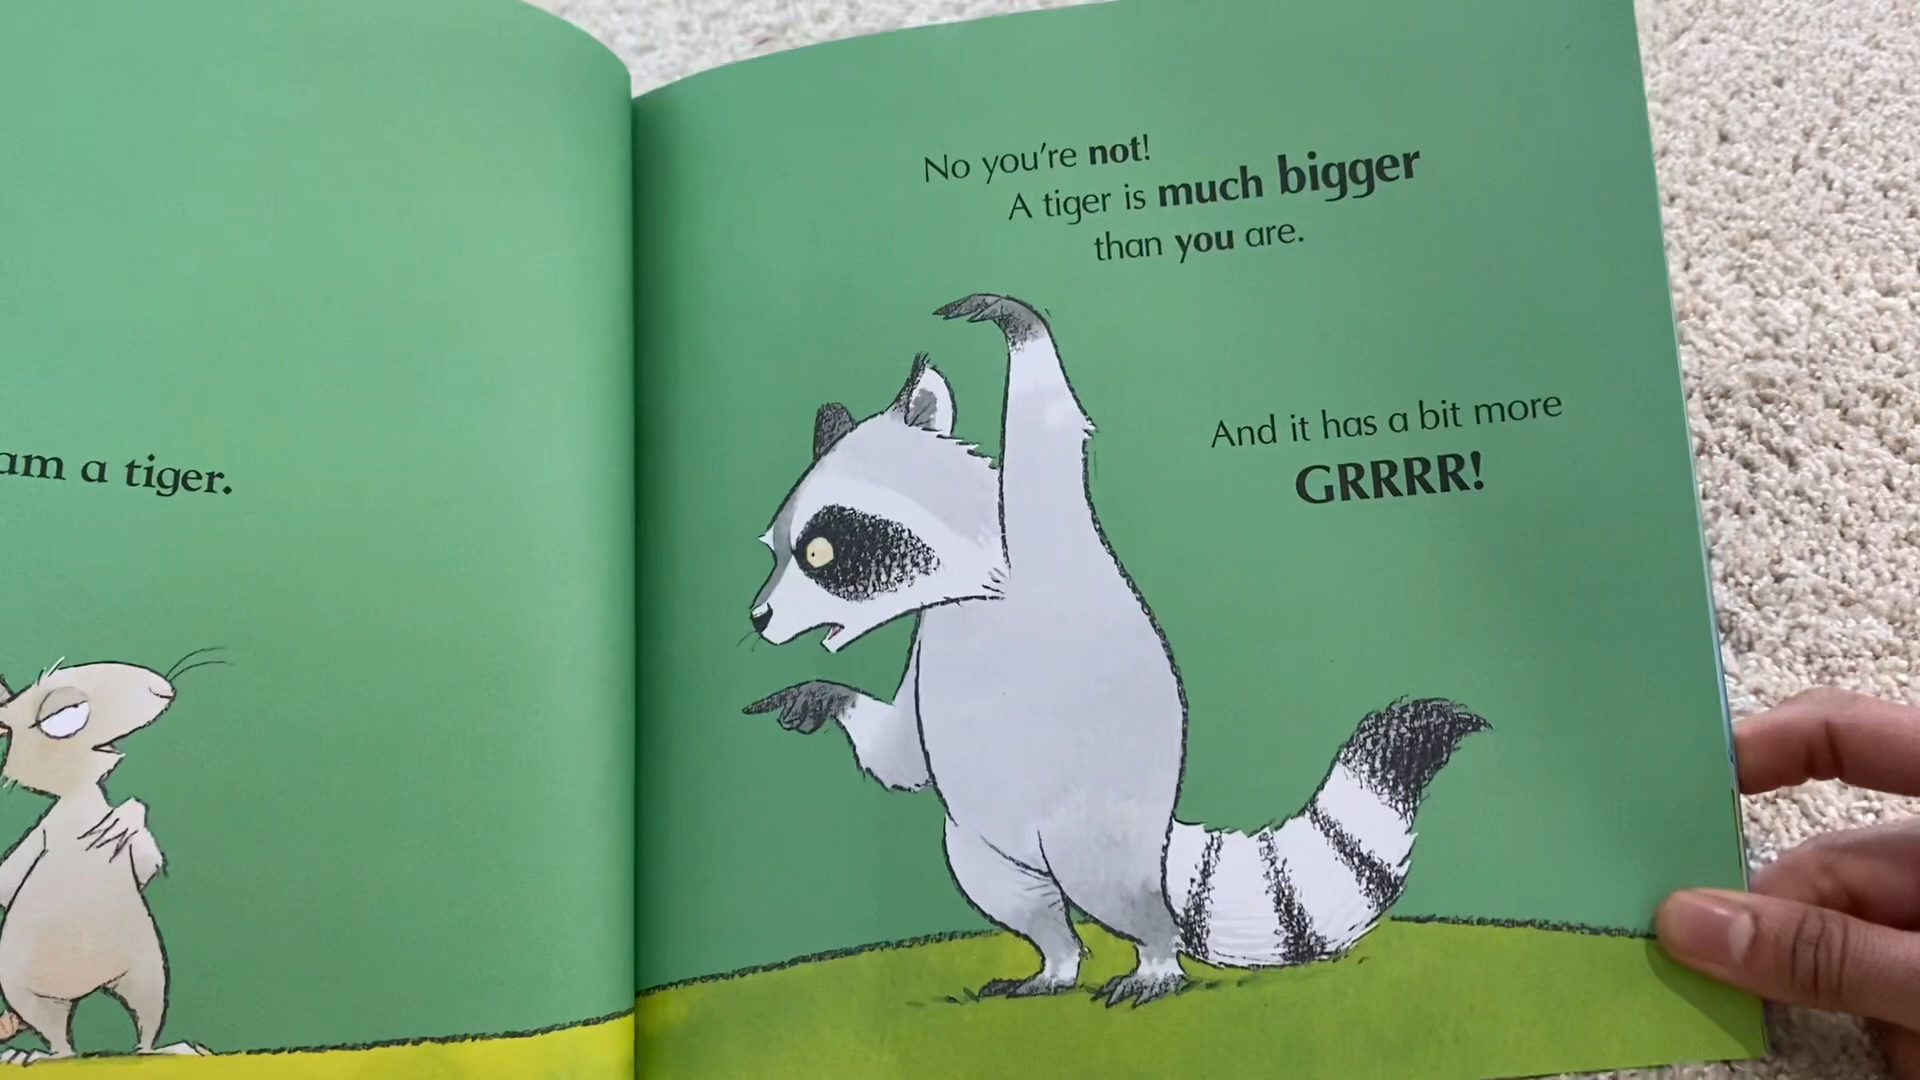 am a tiger.
No you're not!
A tiger is much bigger
than you are.
And it has a bit more
GRRRR!